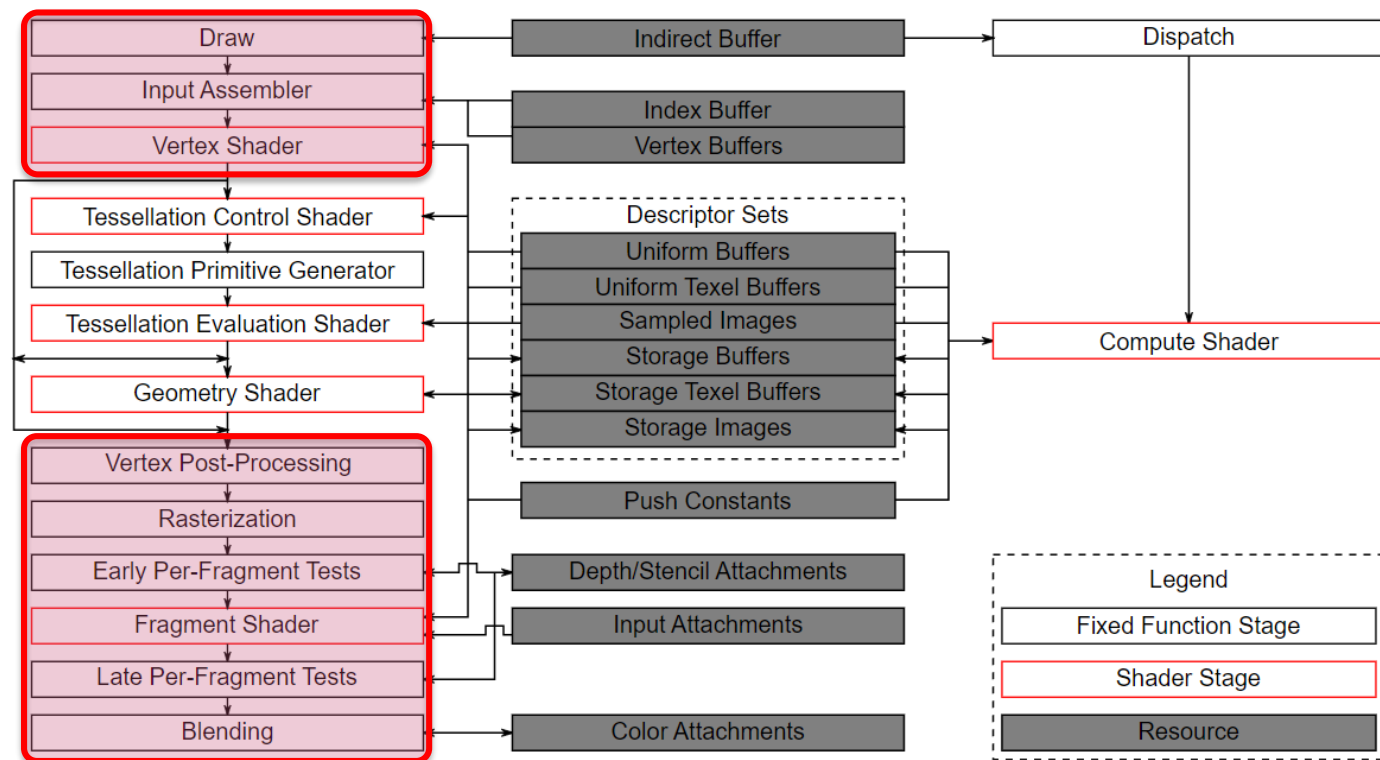 Draw
Indirect Buffer
Dispatch
Input Assembler
Index Buffer
Vertex Shader
Vertex Buffers
Tessellation Control Shader
Descriptor Sets
Tessellation Primitive Generator
Uniform Buffers
Uniform Texel Buffers
Tessellation Evaluation Shader
Sampled Images
Compute Shader
Storage Buffers
Geometry Shader
Storage Texel Buffers
Storage Images
Vertex Post-Processing
Push Constants
Rasterization
Early Per-Fragment Tests
Depth/Stencil Attachments
Legend
Fragment Shader
Input Attachments
Fixed Function Stage
Late Per-Fragment Tests
Shader Stage
Blending
Color Attachments
Resource